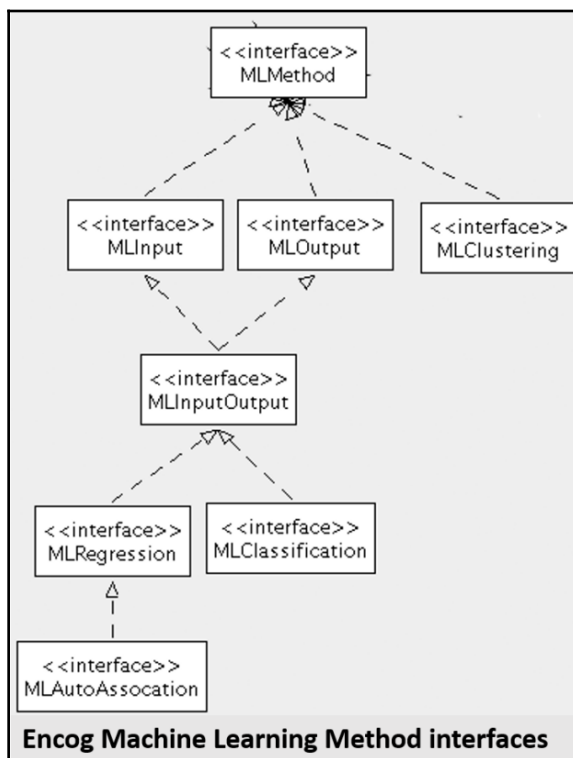 <<interface>>
MLMethod
<<interface>>
MLInput
<<interface>>
MLOutput
<<interface>>
MLClustering
<<interface>>
MLInputOutput
<<interface>>
MLRegression
<<interface>>
MLClassification
<<interface>>
MLAutoAssocation
Encog Machine Learning Method interfaces